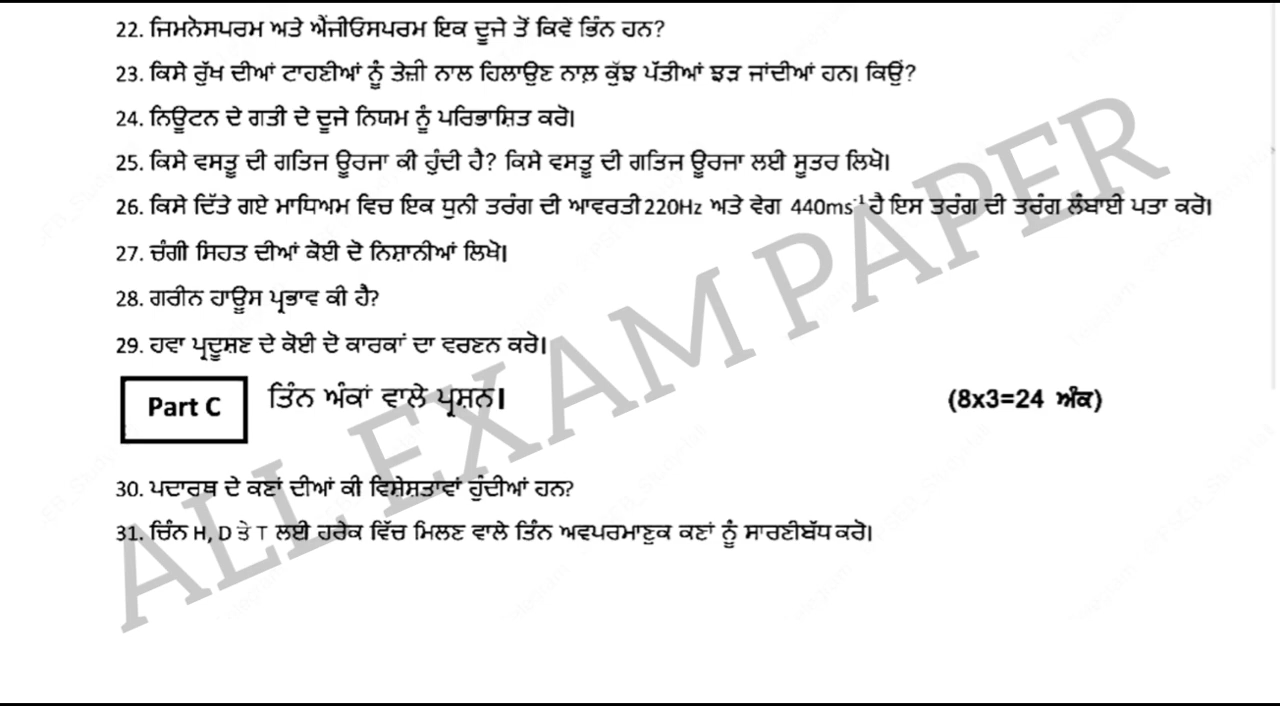 22. ਜਿਮਨੋਸਪਰਮ ਅਤੇ ਐਂਜੀਓਸਪਰਮ ਇਕ ਦੂਜੇ ਤੋਂ ਕਿਵੇਂ ਭਿੰਨ ਹਨ?
23. ਕਿਸੇ ਰੁੱਖ ਦੀਆਂ ਟਾਹਣੀਆਂ ਨੂੰ ਤੇਜ਼ੀ ਨਾਲ ਹਿਲਾਉਣ ਨਾਲ਼ ਕੁੱਝ ਪੱਤੀਆਂ ਝੜ ਜਾਂਦੀਆਂ ਹਨ। ਕਿਉਂ?
24. ਨਿਊਟਨ ਦੇ ਗਤੀ ਦੇ ਦੂਜੇ ਨਿਯਮ ਨੂੰ ਪਰਿਭਾਸ਼ਿਤ ਕਰੋ।
25. ਕਿਸੇ ਵਸਤੂ ਦੀ ਗਤਿਜ ਊਰਜਾ ਕੀ ਹੁੰਦੀ ਹੈ? ਕਿਸੇ ਵਸਤੂ ਦੀ ਗਤਿਜ ਊਰਜਾ ਲਈ ਸੂਤਰ ਲਿਖੋ।
26. ਕਿਸੇ ਦਿੱਤੇ ਗਏ ਮਾਧਿਅਮ ਵਿਚ ਇਕ ਧੁਨੀ ਤਰੰਗ ਦੀ ਆਵਰਤੀ 220Hz ਅਤੇ ਵੇਗ 440ms⁻¹ ਹੈ ਇਸ ਤਰੰਗ ਦੀ ਤਰੰਗ ਲੰਬਾਈ ਪਤਾ ਕਰੋ।
27. ਚੰਗੀ ਸਿਹਤ ਦੀਆਂ ਕੋਈ ਦੋ ਨਿਸ਼ਾਨੀਆਂ ਲਿਖੋ।
28. ਗਰੀਨ ਹਾਊਸ ਪ੍ਰਭਾਵ ਕੀ ਹੈ?
29. ਹਵਾ ਪ੍ਰਦੂਸ਼ਣ ਦੇ ਕੋਈ ਦੋ ਕਾਰਕਾਂ ਦਾ ਵਰਣਨ ਕਰੋ।
Part C ਤਿੰਨ ਅੰਕਾਂ ਵਾਲੇ ਪ੍ਰਸ਼ਨ। (8x3=24 ਅੰਕ)
30. ਪਦਾਰਥ ਦੇ ਕਣਾਂ ਦੀਆਂ ਕੀ ਵਿਸ਼ੇਸ਼ਤਾਵਾਂ ਹੁੰਦੀਆਂ ਹਨ?
31. ਚਿੰਨ H, D ਤੇ T ਲਈ ਹਰੇਕ ਵਿੱਚ ਮਿਲਣ ਵਾਲੇ ਤਿੰਨ ਅਵਪਰਮਾਣੁਕ ਕਣਾਂ ਨੂੰ ਸਾਰਣੀਬੱਧ ਕਰੋ।
ALL EXAM PAPER